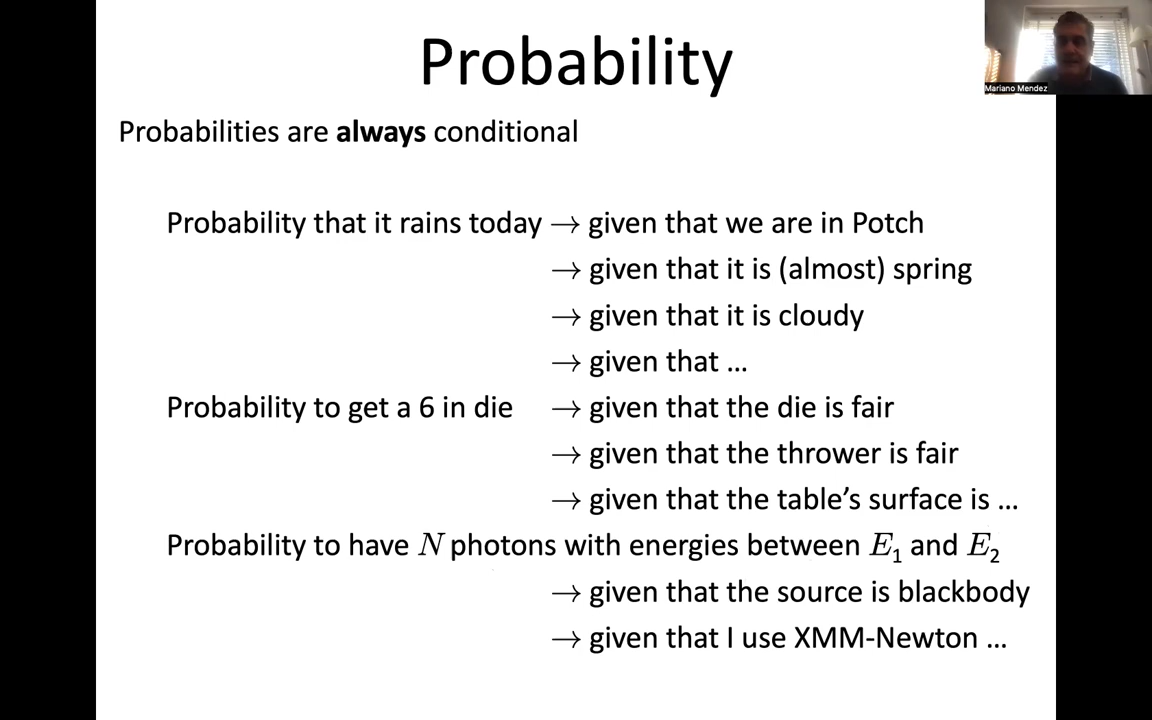 Probability
Mariano Mendez
Probabilities are always conditional
Probability that it rains today → given that we are in Potch
→ given that it is (almost) spring
→ given that it is cloudy
→ given that ...
Probability to get a 6 in die → given that the die is fair
→ given that the thrower is fair
→ given that the table’s surface is ...
Probability to have N photons with energies between E₁ and E₂
→ given that the source is blackbody
→ given that I use XMM-Newton ...